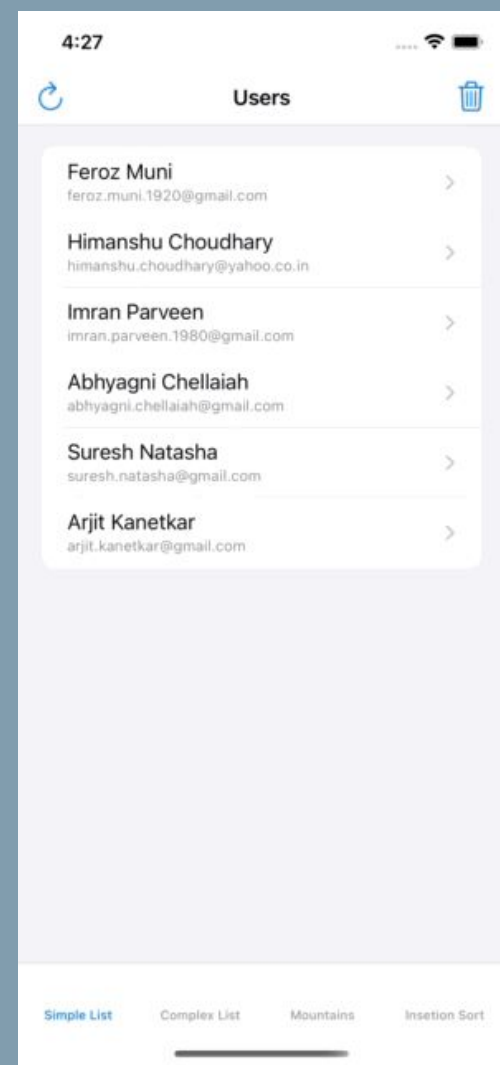 4:27
Users
Feroz Muni
feroz.muni.1920@gmail.com
Himanshu Choudhary
himanshu.choudhary@yahoo.co.in
Imran Parveen
imran.parveen.1980@gmail.com
Abhyagni Chellaiah
abhyagni.chellaiah@gmail.com
Suresh Natasha
suresh.natasha@gmail.com
Arjit Kanetkar
arjit.kanetkar@gmail.com
Simple List Complex List Mountains Insetion Sort